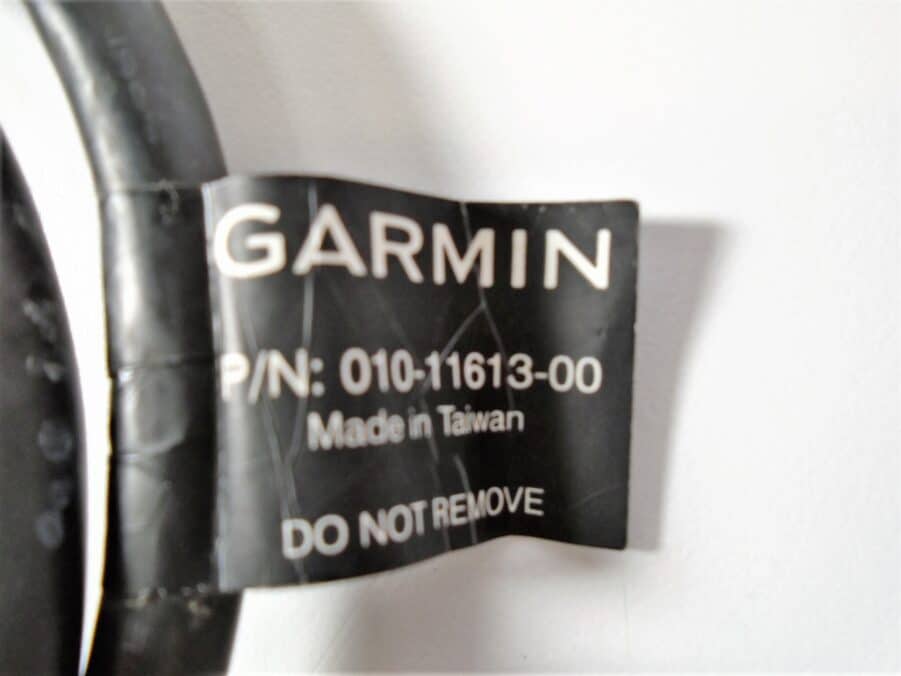 GARMIN
P/N: 010-11613-00
Made in Taiwan
DO NOT REMOVE